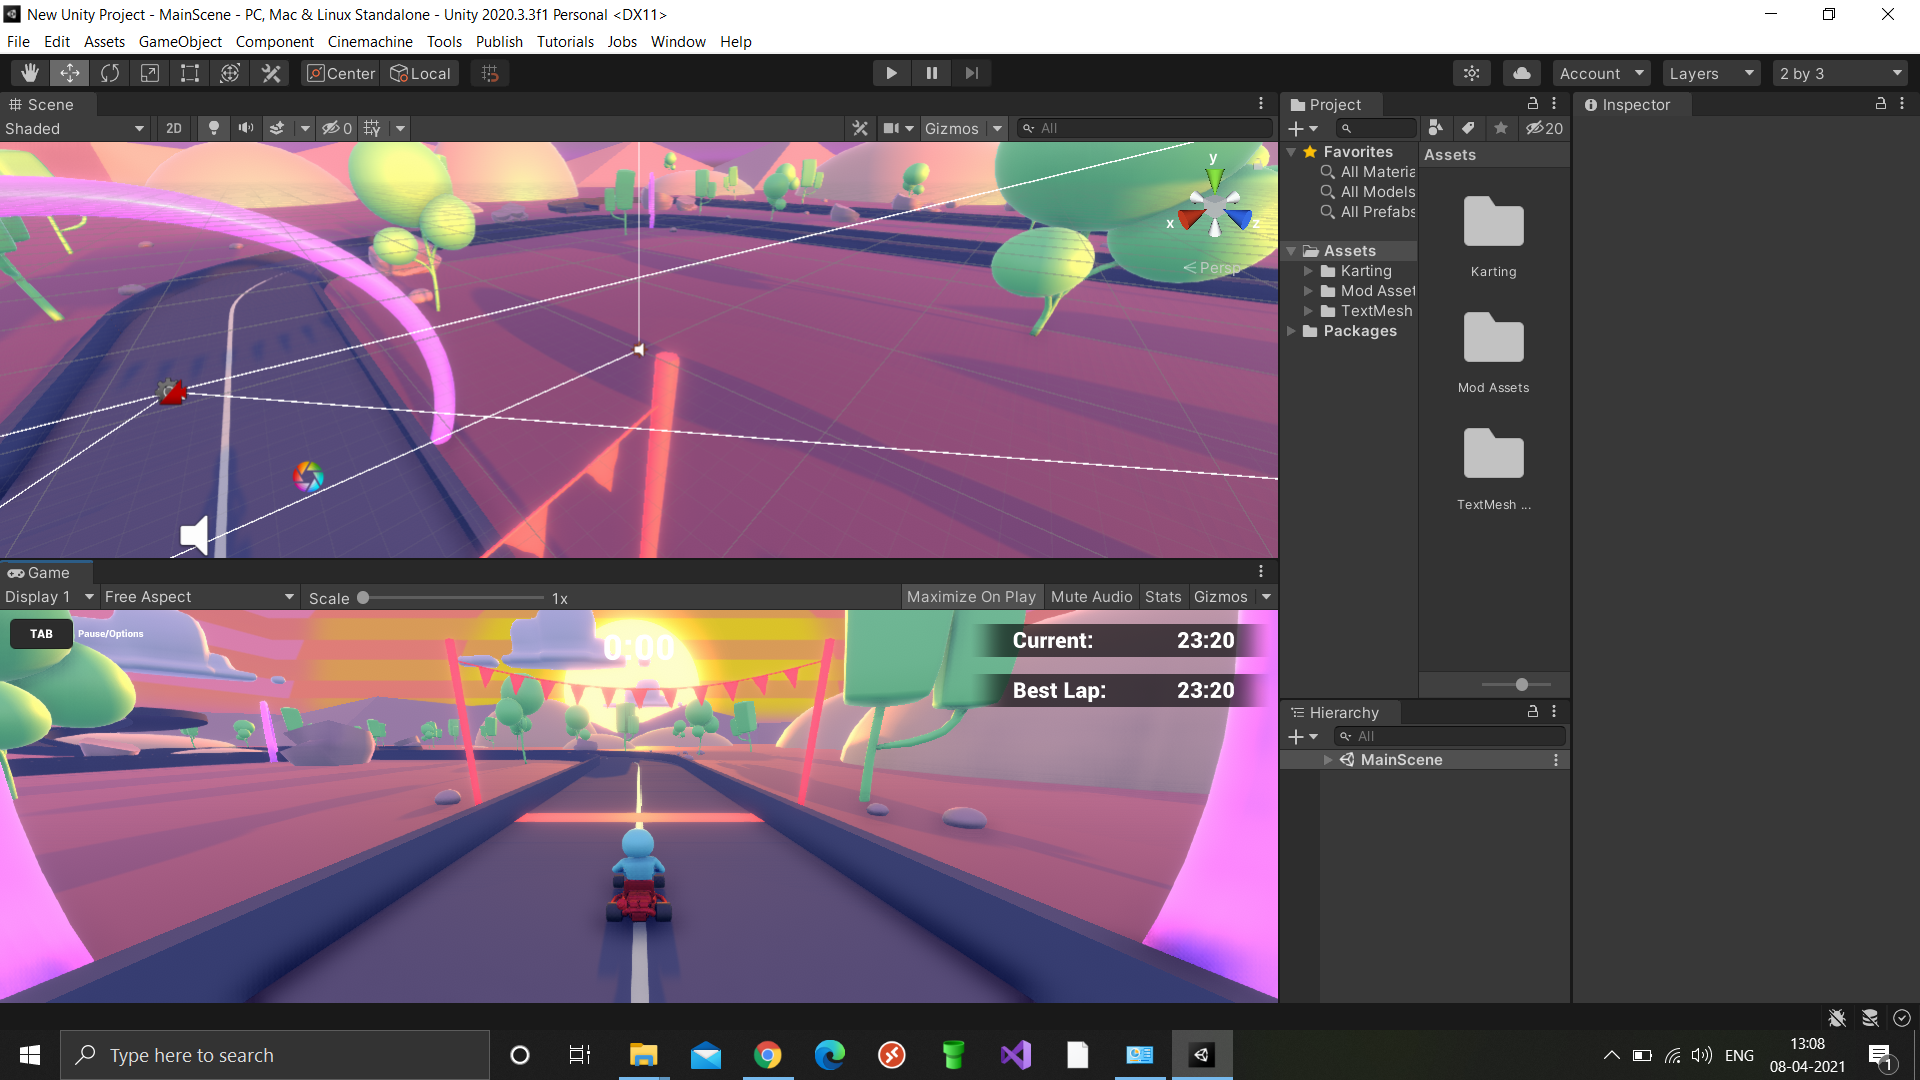 New Unity Project - MainScene - PC, Mac & Linux Standalone - Unity 2020.3.3f1 Personal <DX11>
File Edit Assets GameObject Component Cinemachine Tools Publish Tutorials Jobs Window Help
Center Local Account Layers 2 by 3
Scene
Shaded 2D 0 Gizmos All
y
x z
Persp
Game
Display 1 Free Aspect Scale 1x Maximize On Play Mute Audio Stats Gizmos
TAB Pause/Options
0:00
Current: 23:20
Best Lap: 23:20
Project
20
Favorites
All Materia
All Models
All Prefabs
Assets
Karting
Mod Asset
TextMesh
Packages
Assets
Karting
Mod Assets
TextMesh ...
Hierarchy
All
MainScene
Inspector
Type here to search
ENG
13:08
08-04-2021
1